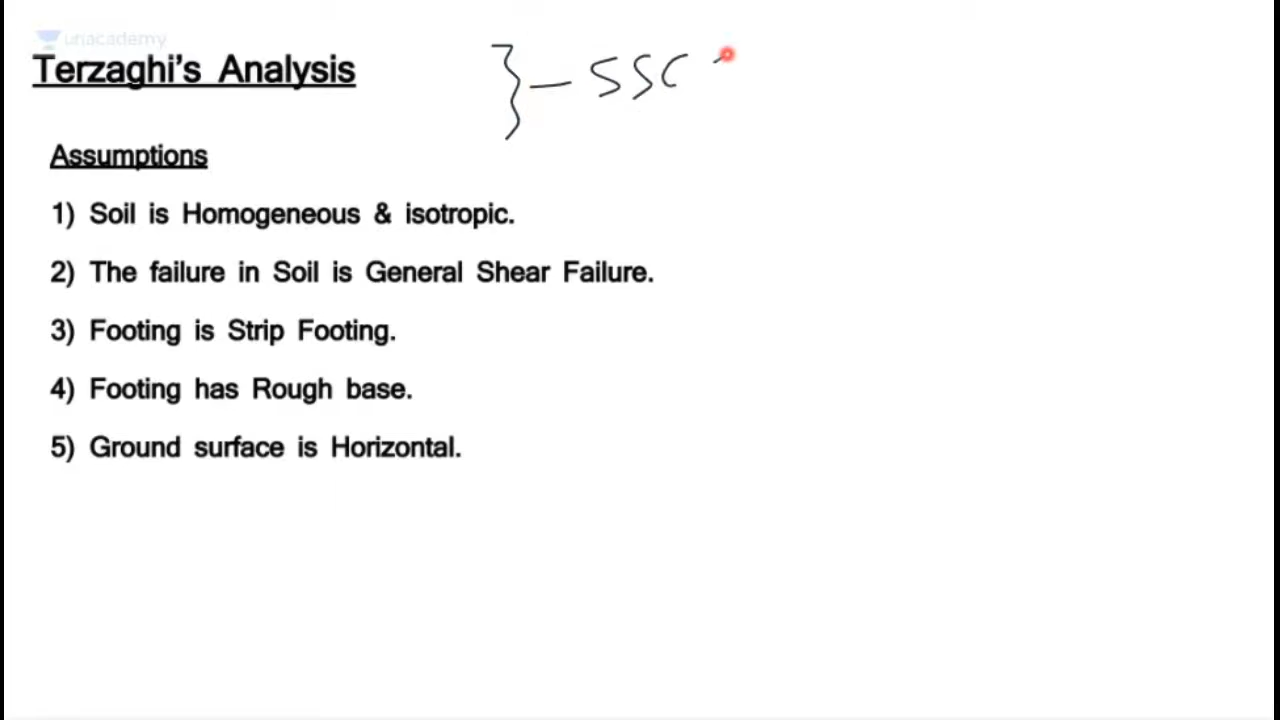 unacademy
Terzaghi's Analysis
} - SSC
Assumptions
1) Soil is Homogeneous & isotropic.
2) The failure in Soil is General Shear Failure.
3) Footing is Strip Footing.
4) Footing has Rough base.
5) Ground surface is Horizontal.